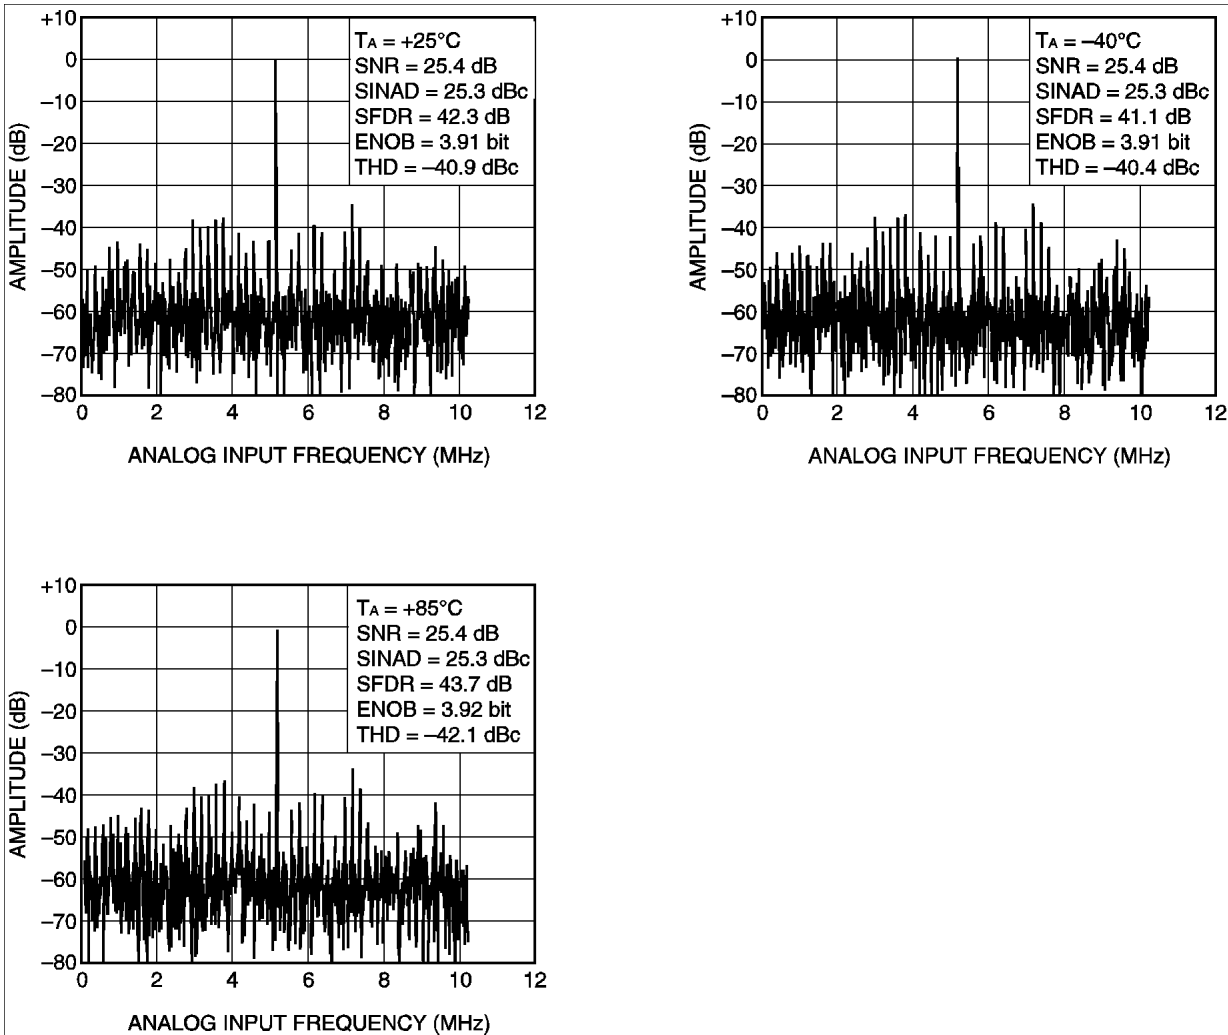 +10
0
–10
–20
–30
–40
–50
–60
–70
–80
AMPLITUDE (dB)
TA = +25°C
SNR = 25.4 dB
SINAD = 25.3 dBc
SFDR = 42.3 dB
ENOB = 3.91 bit
THD = –40.9 dBc
0 2 4 6 8 10 12
ANALOG INPUT FREQUENCY (MHz)
+10
0
–10
–20
–30
–40
–50
–60
–70
–80
AMPLITUDE (dB)
TA = –40°C
SNR = 25.4 dB
SINAD = 25.3 dBc
SFDR = 41.1 dB
ENOB = 3.91 bit
THD = –40.4 dBc
0 2 4 6 8 10 12
ANALOG INPUT FREQUENCY (MHz)
+10
0
–10
–20
–30
–40
–50
–60
–70
–80
AMPLITUDE (dB)
TA = +85°C
SNR = 25.4 dB
SINAD = 25.3 dBc
SFDR = 43.7 dB
ENOB = 3.92 bit
THD = –42.1 dBc
0 2 4 6 8 10 12
ANALOG INPUT FREQUENCY (MHz)